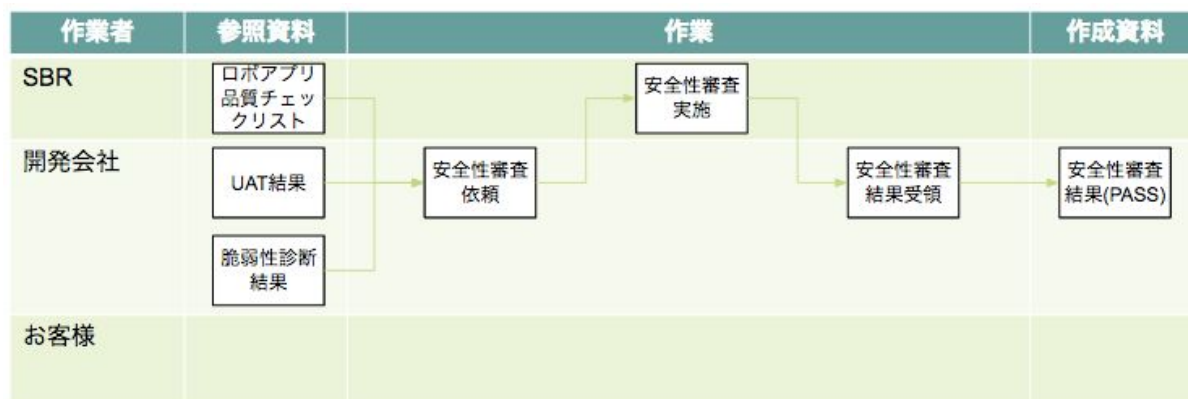 作業者
参照資料
作業
作成資料
SBR
ロボアプリ
品質チェッ
クリスト
安全性審査
実施
開発会社
UAT結果
安全性審査
依頼
安全性審査
結果受領
安全性審査
結果(PASS)
脆弱性診断
結果
お客様